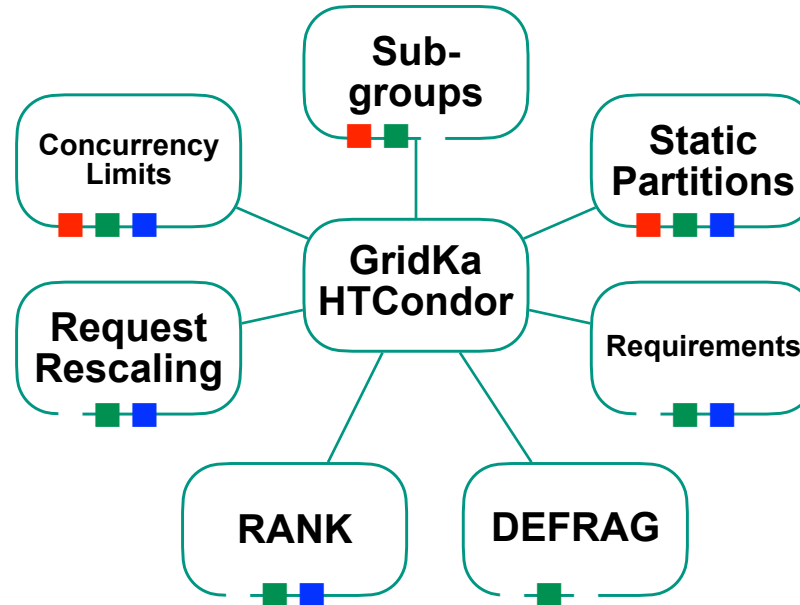 Sub-
groups
Concurrency
Limits
Static
Partitions
GridKa
HTCondor
Request
Rescaling
Requirements
RANK
DEFRAG